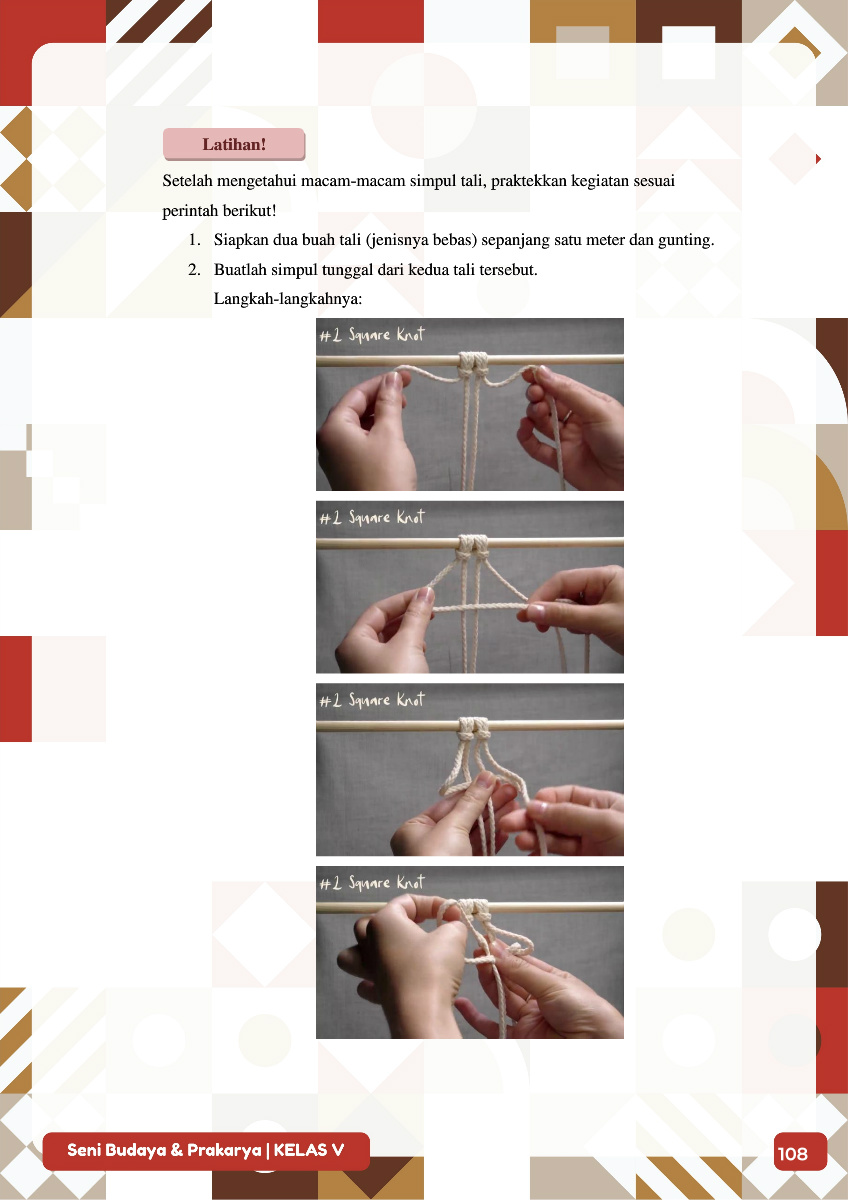 Latihan!
Setelah mengetahui macam-macam simpul tali, praktekkan kegiatan sesuai
perintah berikut!
1. Siapkan dua buah tali (jenisnya bebas) sepanjang satu meter dan gunting.
2. Buatlah simpul tunggal dari kedua tali tersebut.
Langkah-langkahnya:
#2 Square Knot
#2 Square Knot
#2 Square Knot
#2 Square Knot
Seni Budaya & Prakarya | KELAS V
108